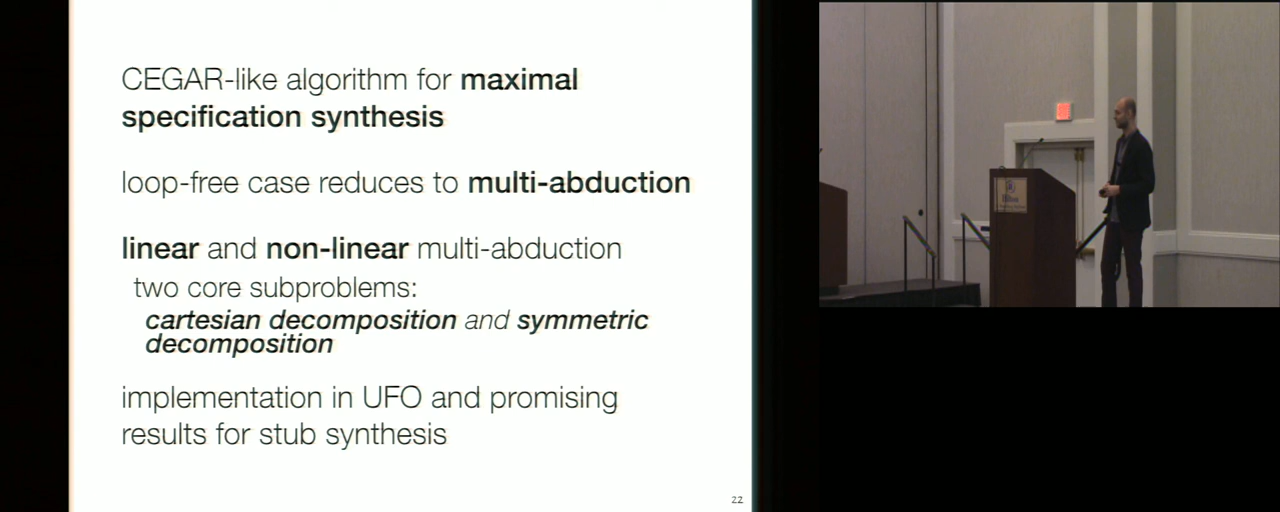 CEGAR-like algorithm for maximal
specification synthesis
loop-free case reduces to multi-abduction
linear and non-linear multi-abduction
two core subproblems:
cartesian decomposition and symmetric
decomposition
implementation in UFO and promising
results for stub synthesis
22